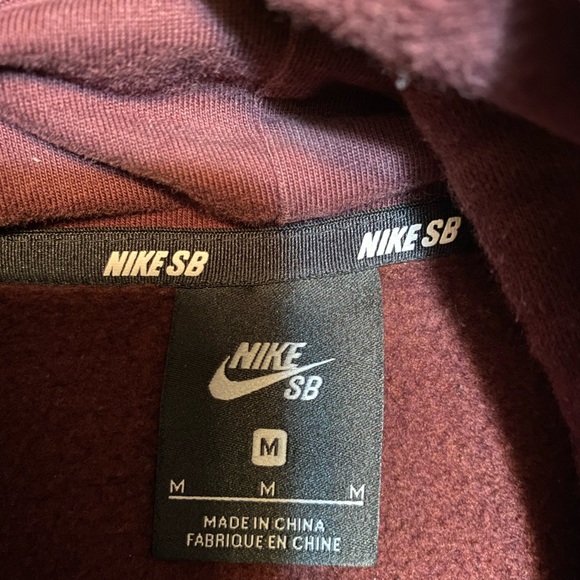 NIKE SB
NIKE SB
NIKE
SB
M
M M M
MADE IN CHINA
FABRIQUE EN CHINE